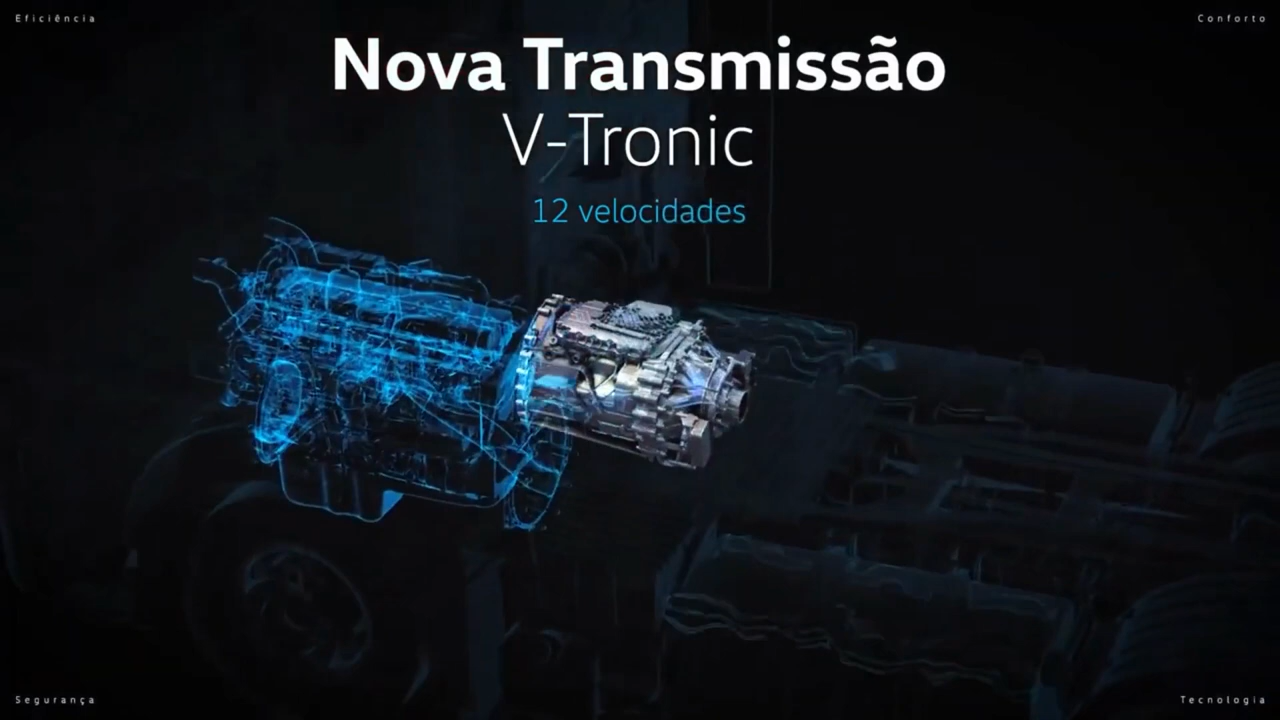 Eficiência
Conforto
Nova Transmissão
V-Tronic
12 velocidades
Segurança
Tecnologia